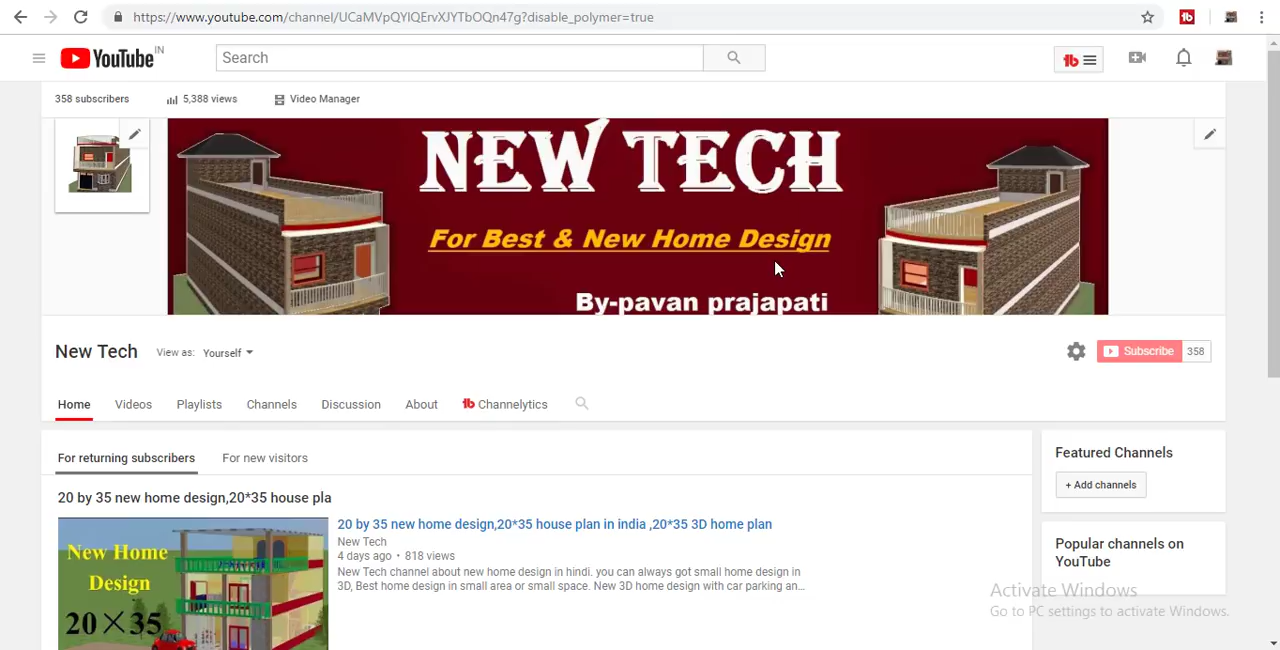 https://www.youtube.com/channel/UCaMVpQYIQErvXJYTbOQn47g?disable_polymer=true
YouTube IN
Search
358 subscribers
5,388 views
Video Manager
NEW TECH
For Best & New Home Design
By-pavan prajapati
New Tech
View as: Yourself
Subscribe 358
Home
Videos
Playlists
Channels
Discussion
About
Channelytics
For returning subscribers
For new visitors
Featured Channels
+ Add channels
20 by 35 new home design,20*35 house pla
20 by 35 new home design,20*35 house plan in india ,20*35 3D home plan
New Tech
4 days ago • 818 views
New Tech channel about new home design in hindi. you can always got small home design in
3D, Best home design in small area or small space. New 3D home design with car parking an...
New Home
Design
20×35
Popular channels on
YouTube
Activate Windows
Go to PC settings to activate Windows.